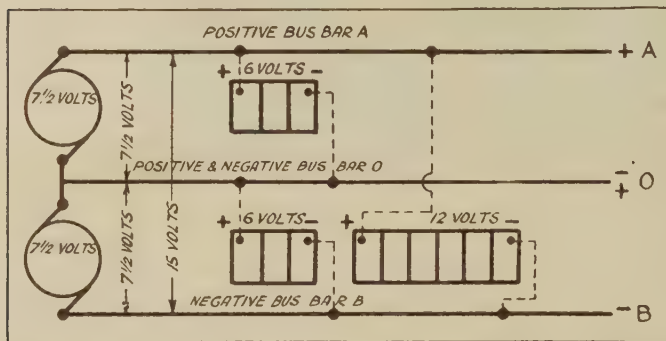 POSITIVE BUS BAR A
+ A
7½ VOLTS
7½ VOLTS
15 VOLTS
+ 6 VOLTS -
POSITIVE & NEGATIVE BUS BAR O
- O
+
7½ VOLTS
7½ VOLTS
+ 6 VOLTS -
+ 12 VOLTS -
NEGATIVE BUS BAR B
- B